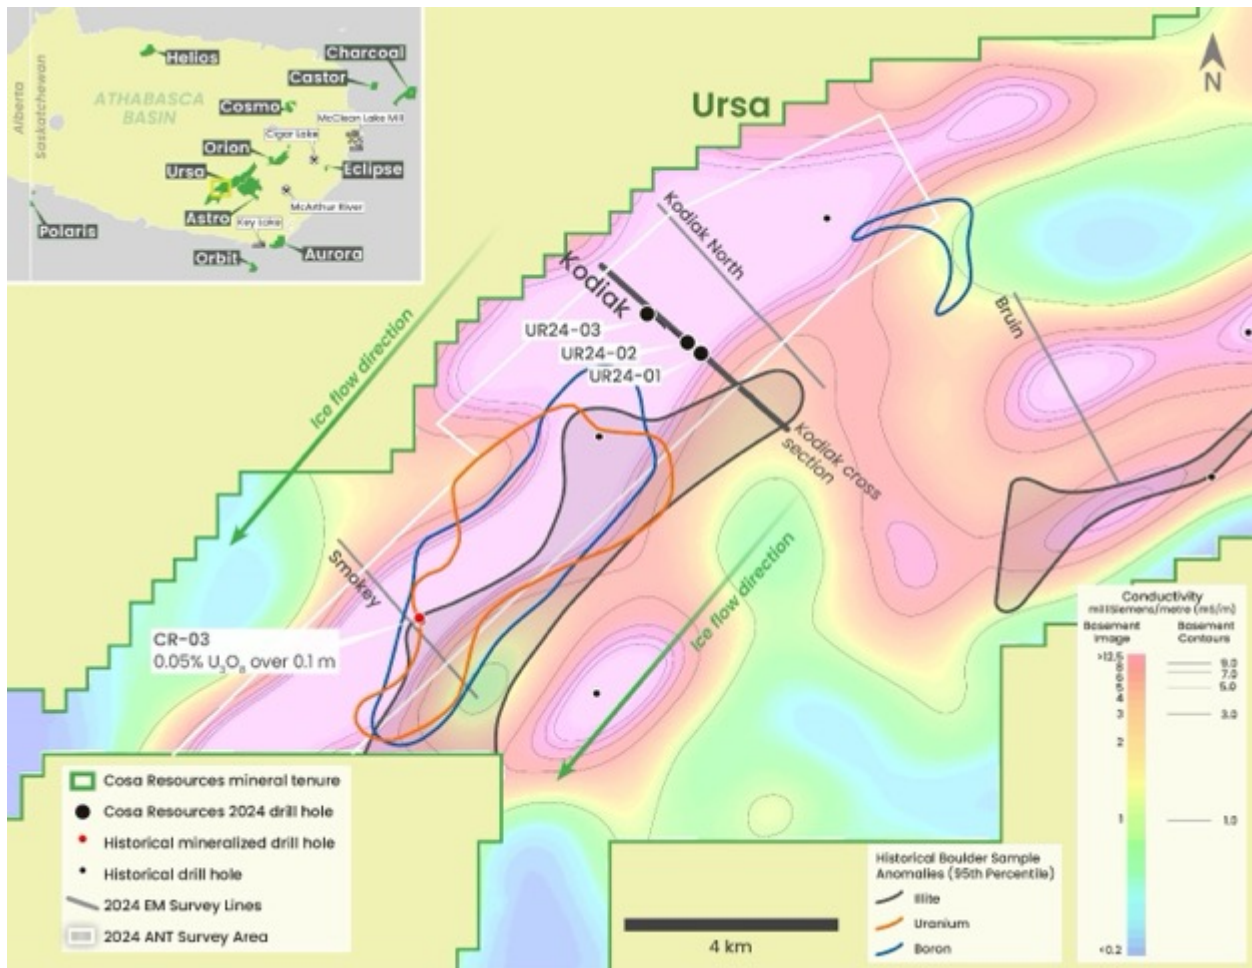 Alberta
Saskatchewan
Helios
Charcoal
Castor
ATHABASCA
BASIN
Cosmo
McClean Lake Mill
Cigar Lake
Orion
Ursa
Eclipse
McArthur River
Astro
Key Lake
Polaris
Orbit
Aurora
Ursa
N
Kodiak North
Kodiak
UR24-03
UR24-02
UR24-01
Bruin
Ice flow direction
Kodiak cross
section
Smokey
Ice flow direction
CR-03
0.05% U₃O₈ over 0.1 m
Cosa Resources mineral tenure
Cosa Resources 2024 drill hole
Historical mineralized drill hole
Historical drill hole
2024 EM Survey Lines
2024 ANT Survey Area
4 km
Historical Boulder Sample
Anomalies (95th Percentile)
Illite
Uranium
Boron
Conductivity
milliSiemens/metre (mS/m)
Basement
Image
Basement
Contours
>12.5
4
3
2
1
<0.2
9.0
7.0
5.0
3.0
1.0